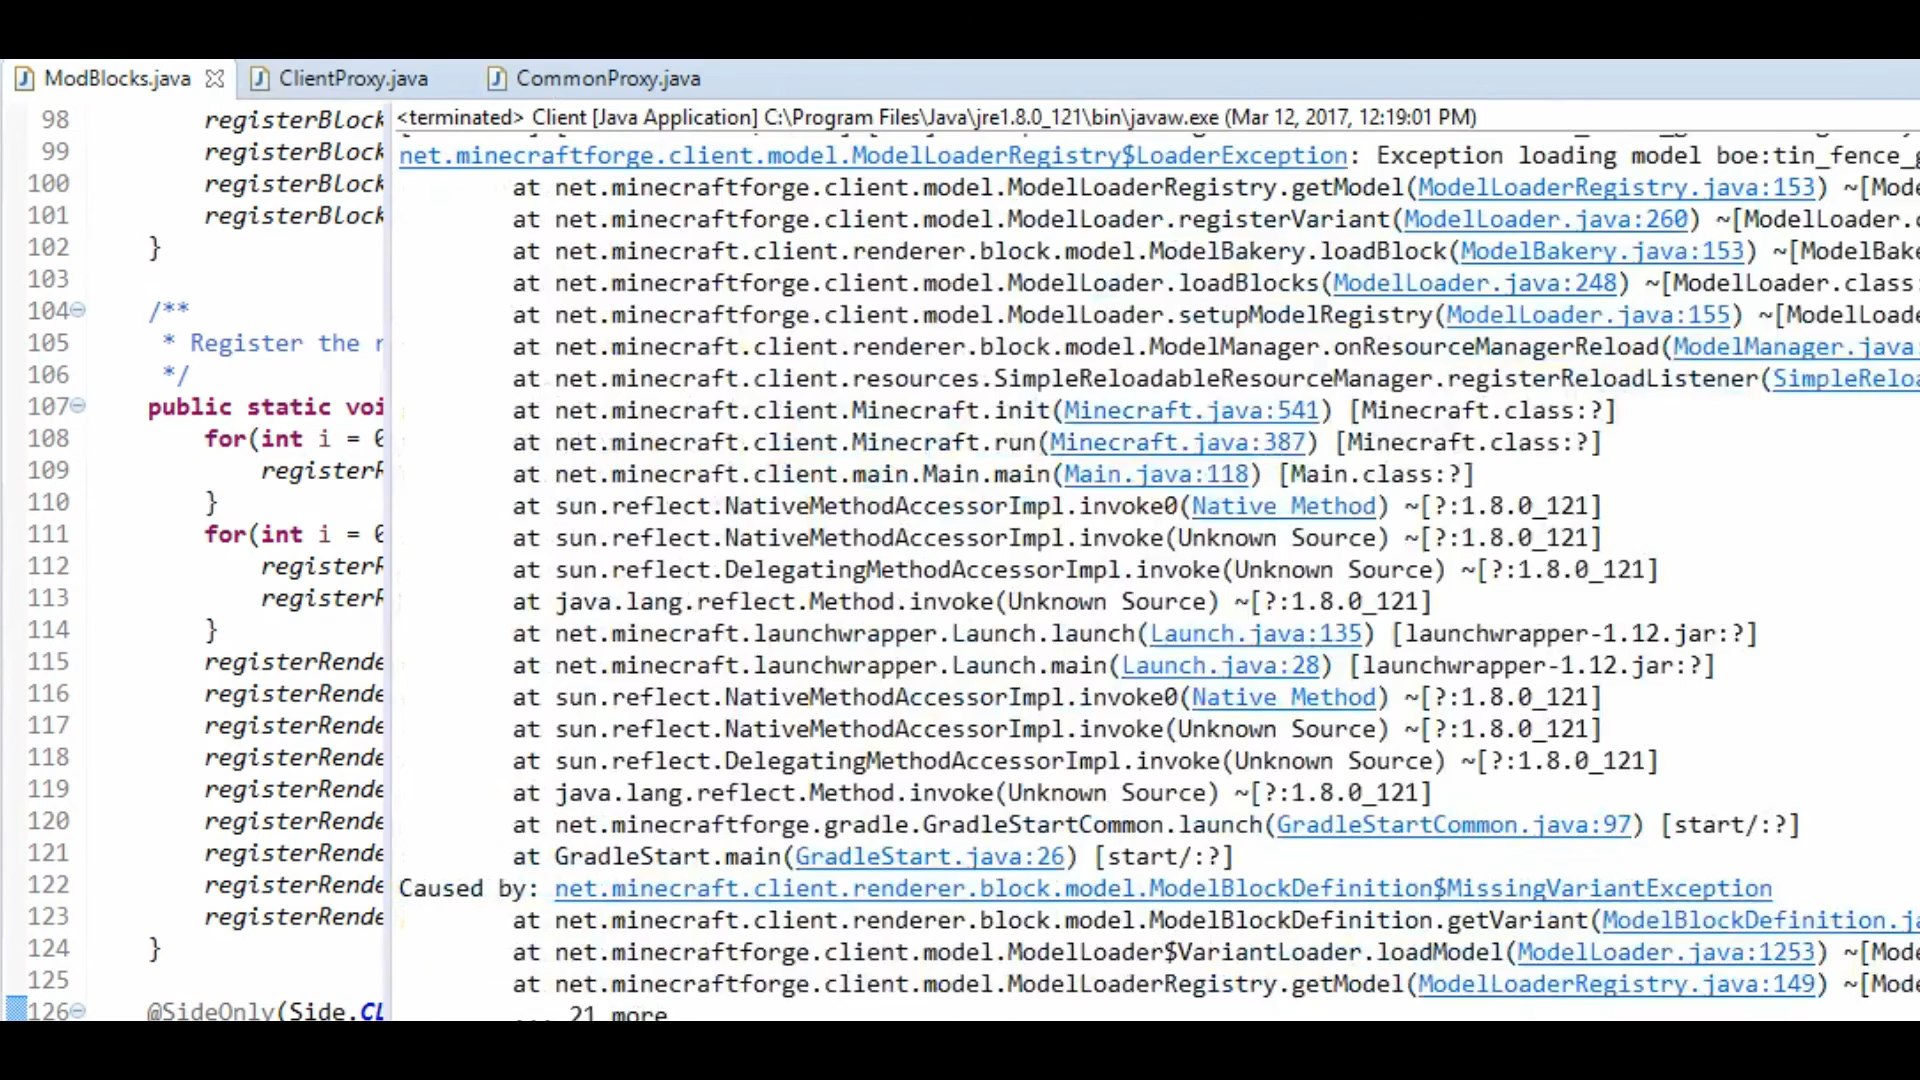 ModBlocks.java ClientProxy.java CommonProxy.java
<terminated> Client [Java Application] C:\Program Files\Java\jre1.8.0_121\bin\javaw.exe (Mar 12, 2017, 12:19:01 PM)
98 registerBlock
99 registerBlock
100 registerBlock
101 registerBlock
102 }
103
104 /**
105 * Register the r
106 */
107 public static voi
108 for(int i = 0
109 registerR
110 }
111 for(int i = 0
112 registerR
113 registerR
114 }
115 registerRende
116 registerRende
117 registerRende
118 registerRende
119 registerRende
120 registerRende
121 registerRende
122 registerRende
123 registerRende
124 }
125
126 @SideOnly(Side.CL
net.minecraftforge.client.model.ModelLoaderRegistry$LoaderException: Exception loading model boe:tin_fence_g
at net.minecraftforge.client.model.ModelLoaderRegistry.getModel(ModelLoaderRegistry.java:153) ~[Mode
at net.minecraftforge.client.model.ModelLoader.registerVariant(ModelLoader.java:260) ~[ModelLoader.c
at net.minecraft.client.renderer.block.model.ModelBakery.loadBlock(ModelBakery.java:153) ~[ModelBake
at net.minecraftforge.client.model.ModelLoader.loadBlocks(ModelLoader.java:248) ~[ModelLoader.class:
at net.minecraftforge.client.model.ModelLoader.setupModelRegistry(ModelLoader.java:155) ~[ModelLoade
at net.minecraft.client.renderer.block.model.ModelManager.onResourceManagerReload(ModelManager.java
at net.minecraft.client.resources.SimpleReloadableResourceManager.registerReloadListener(SimpleReloa
at net.minecraft.client.Minecraft.init(Minecraft.java:541) [Minecraft.class:?]
at net.minecraft.client.Minecraft.run(Minecraft.java:387) [Minecraft.class:?]
at net.minecraft.client.main.Main.main(Main.java:118) [Main.class:?]
at sun.reflect.NativeMethodAccessorImpl.invoke0(Native Method) ~[?:1.8.0_121]
at sun.reflect.NativeMethodAccessorImpl.invoke(Unknown Source) ~[?:1.8.0_121]
at sun.reflect.DelegatingMethodAccessorImpl.invoke(Unknown Source) ~[?:1.8.0_121]
at java.lang.reflect.Method.invoke(Unknown Source) ~[?:1.8.0_121]
at net.minecraft.launchwrapper.Launch.launch(Launch.java:135) [launchwrapper-1.12.jar:?]
at net.minecraft.launchwrapper.Launch.main(Launch.java:28) [launchwrapper-1.12.jar:?]
at sun.reflect.NativeMethodAccessorImpl.invoke0(Native Method) ~[?:1.8.0_121]
at sun.reflect.NativeMethodAccessorImpl.invoke(Unknown Source) ~[?:1.8.0_121]
at sun.reflect.DelegatingMethodAccessorImpl.invoke(Unknown Source) ~[?:1.8.0_121]
at java.lang.reflect.Method.invoke(Unknown Source) ~[?:1.8.0_121]
at net.minecraftforge.gradle.GradleStartCommon.launch(GradleStartCommon.java:97) [start/:?]
at GradleStart.main(GradleStart.java:26) [start/:?]
Caused by: net.minecraft.client.renderer.block.model.ModelBlockDefinition$MissingVariantException
at net.minecraft.client.renderer.block.model.ModelBlockDefinition.getVariant(ModelBlockDefinition.ja
at net.minecraftforge.client.model.ModelLoader$VariantLoader.loadModel(ModelLoader.java:1253) ~[Mode
at net.minecraftforge.client.model.ModelLoaderRegistry.getModel(ModelLoaderRegistry.java:149) ~[Mode
... 21 more